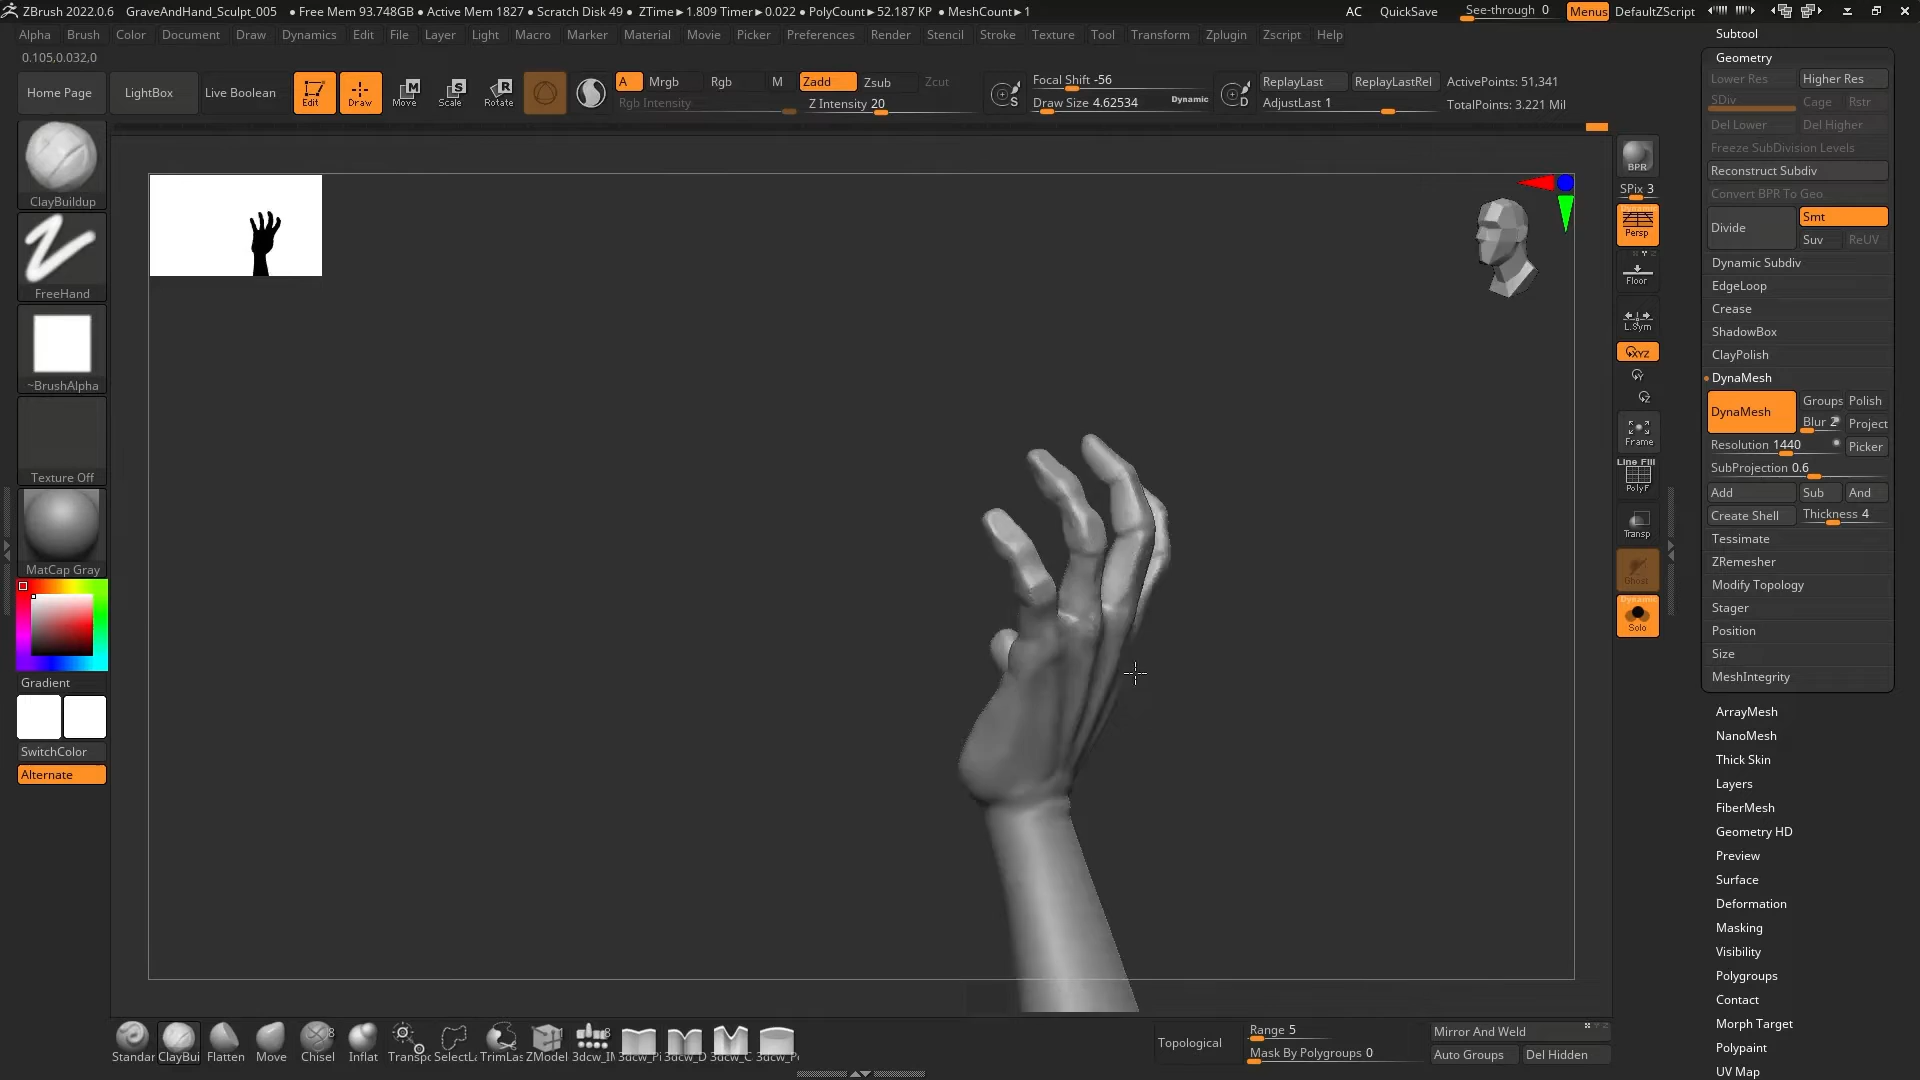 ZBrush 2022.0.6 GraveAndHand_Sculpt_005 ● Free Mem 93.748GB ● Active Mem 1827 ● Scratch Disk 49 ● ZTime►1.809 Timer►0.022 ● PolyCount►52.187 KP ● MeshCount►1 AC QuickSave See-through 0 Menus DefaultZScript
Alpha Brush Color Document Draw Dynamics Edit File Layer Light Macro Marker Material Movie Picker Preferences Render Stencil Stroke Texture Tool Transform Zplugin Zscript Help
0.105,0.032,0
Home Page LightBox Live Boolean Edit Draw Move Scale Rotate
A Mrgb Rgb M Zadd Zsub Zcut
Rgb Intensity Z Intensity 20
S Focal Shift -56
Draw Size 4.62534 Dynamic
D ReplayLast ReplayLastRel ActivePoints: 51,341
AdjustLast 1 TotalPoints: 3.221 Mil
ClayBuildup
FreeHand
~BrushAlpha
Texture Off
MatCap Gray
Gradient
SwitchColor
Alternate
BPR
SPix 3
Dynamic
Persp
Floor
L.Sym
XYZ
Y
Z
Frame
Line Fill
PolyF
Transp
Ghost
Dynamic
Solo
Subtool
Geometry
Lower Res Higher Res
SDiv Cage Rstr
Del Lower Del Higher
Freeze SubDivision Levels
Reconstruct Subdiv
Convert BPR To Geo
Divide Smt
Suv ReUV
Dynamic Subdiv
EdgeLoop
Crease
ShadowBox
ClayPolish
DynaMesh
DynaMesh Groups Polish
Blur 2 Project
Resolution 1440 Picker
SubProjection 0.6
Add Sub And
Create Shell Thickness 4
Tessimate
ZRemesher
Modify Topology
Stager
Position
Size
MeshIntegrity
ArrayMesh
NanoMesh
Thick Skin
Layers
FiberMesh
Geometry HD
Preview
Surface
Deformation
Masking
Visibility
Polygroups
Contact
Morph Target
Polypaint
UV Map
Standar ClayBui Flatten Move Chisel Inflat Transpo SelectLa TrimLas ZModel 3dcw_IM 3dcw_Pi 3dcw_D 3dcw_C 3dcw_Po
Topological Range 5
Mask By Polygroups 0
Mirror And Weld
Auto Groups Del Hidden